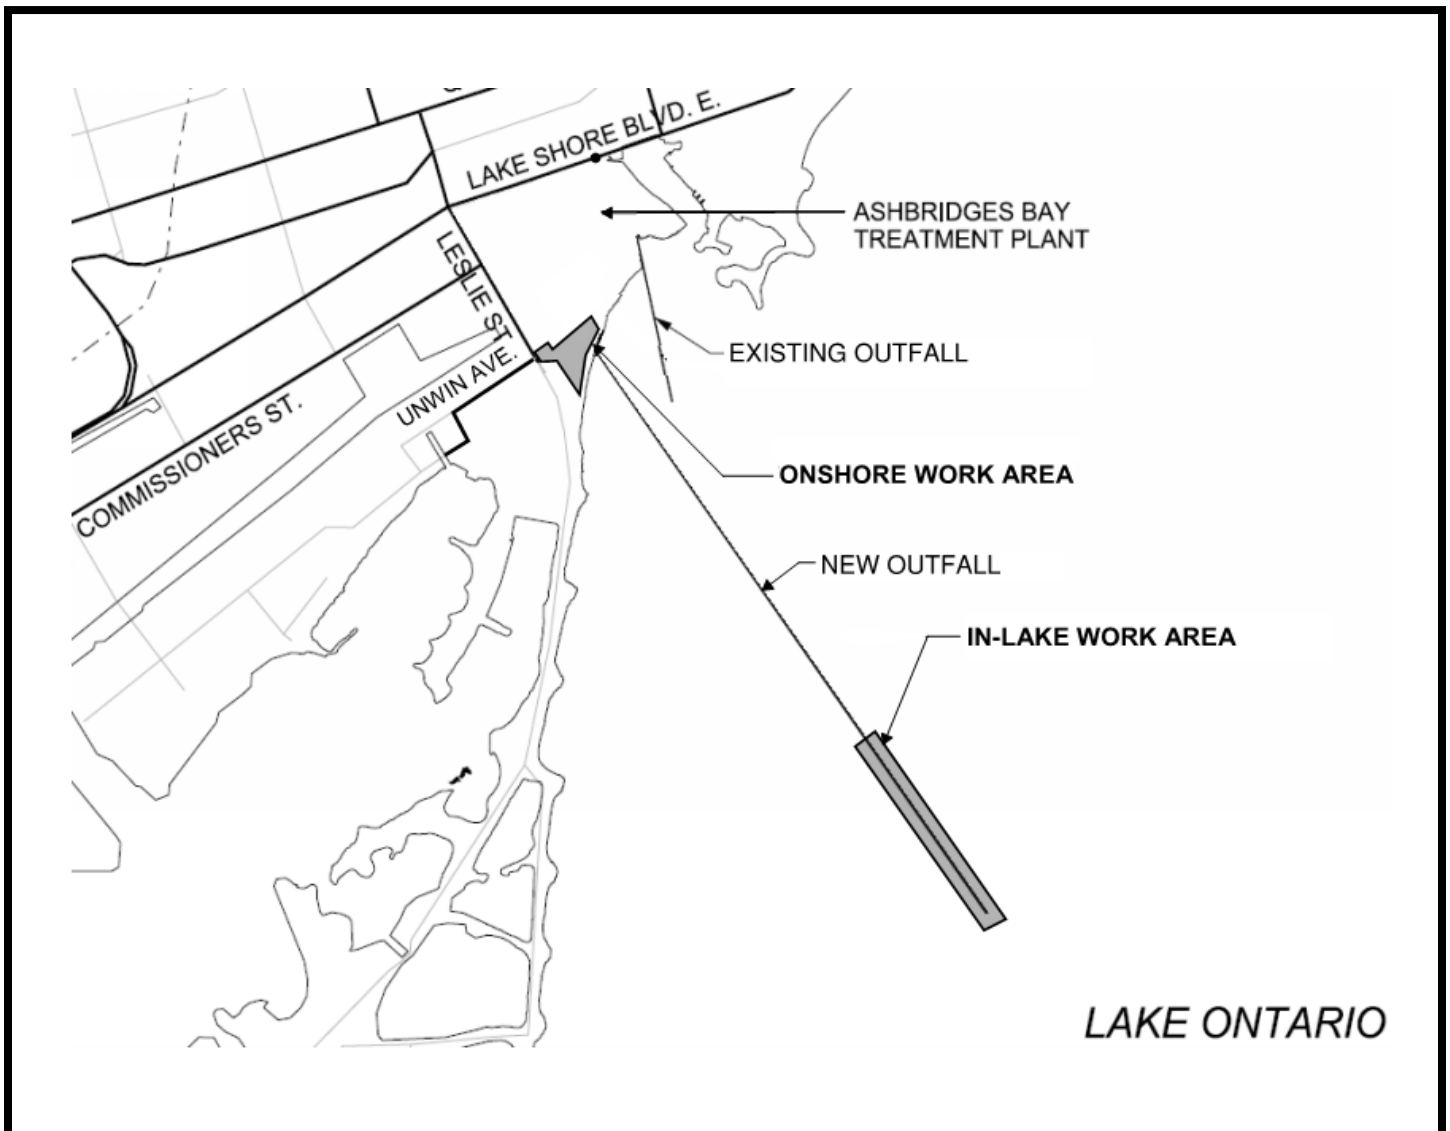 LAKE SHORE BLVD. E.
ASHBRIDGES BAY
TREATMENT PLANT
LESLIE ST.
EXISTING OUTFALL
UNWIN AVE.
COMMISSIONERS ST.
ONSHORE WORK AREA
NEW OUTFALL
IN-LAKE WORK AREA
LAKE ONTARIO